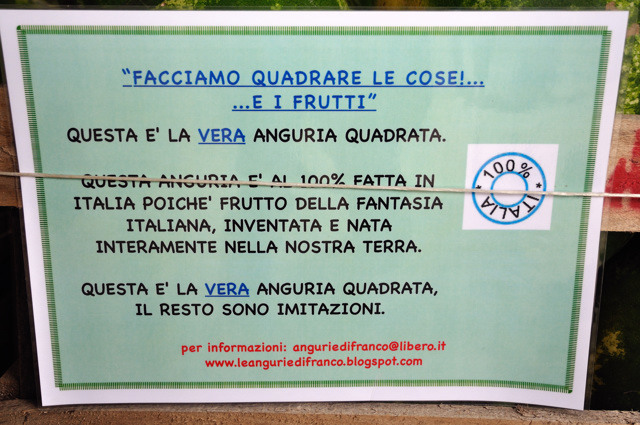 "FACCIAMO QUADRARE LE COSE!...
...E I FRUTTI"
QUESTA E' LA VERA ANGURIA QUADRATA.
QUESTA ANGURIA E' AL 100% FATTA IN
ITALIA POICHE' FRUTTO DELLA FANTASIA
ITALIANA, INVENTATA E NATA
INTERAMENTE NELLA NOSTRA TERRA.
* 100% *
ITALIA
QUESTA E' LA VERA ANGURIA QUADRATA,
IL RESTO SONO IMITAZIONI.
per informazioni: anguriedifranco@libero.it
www.leanguriedifranco.blogspot.com